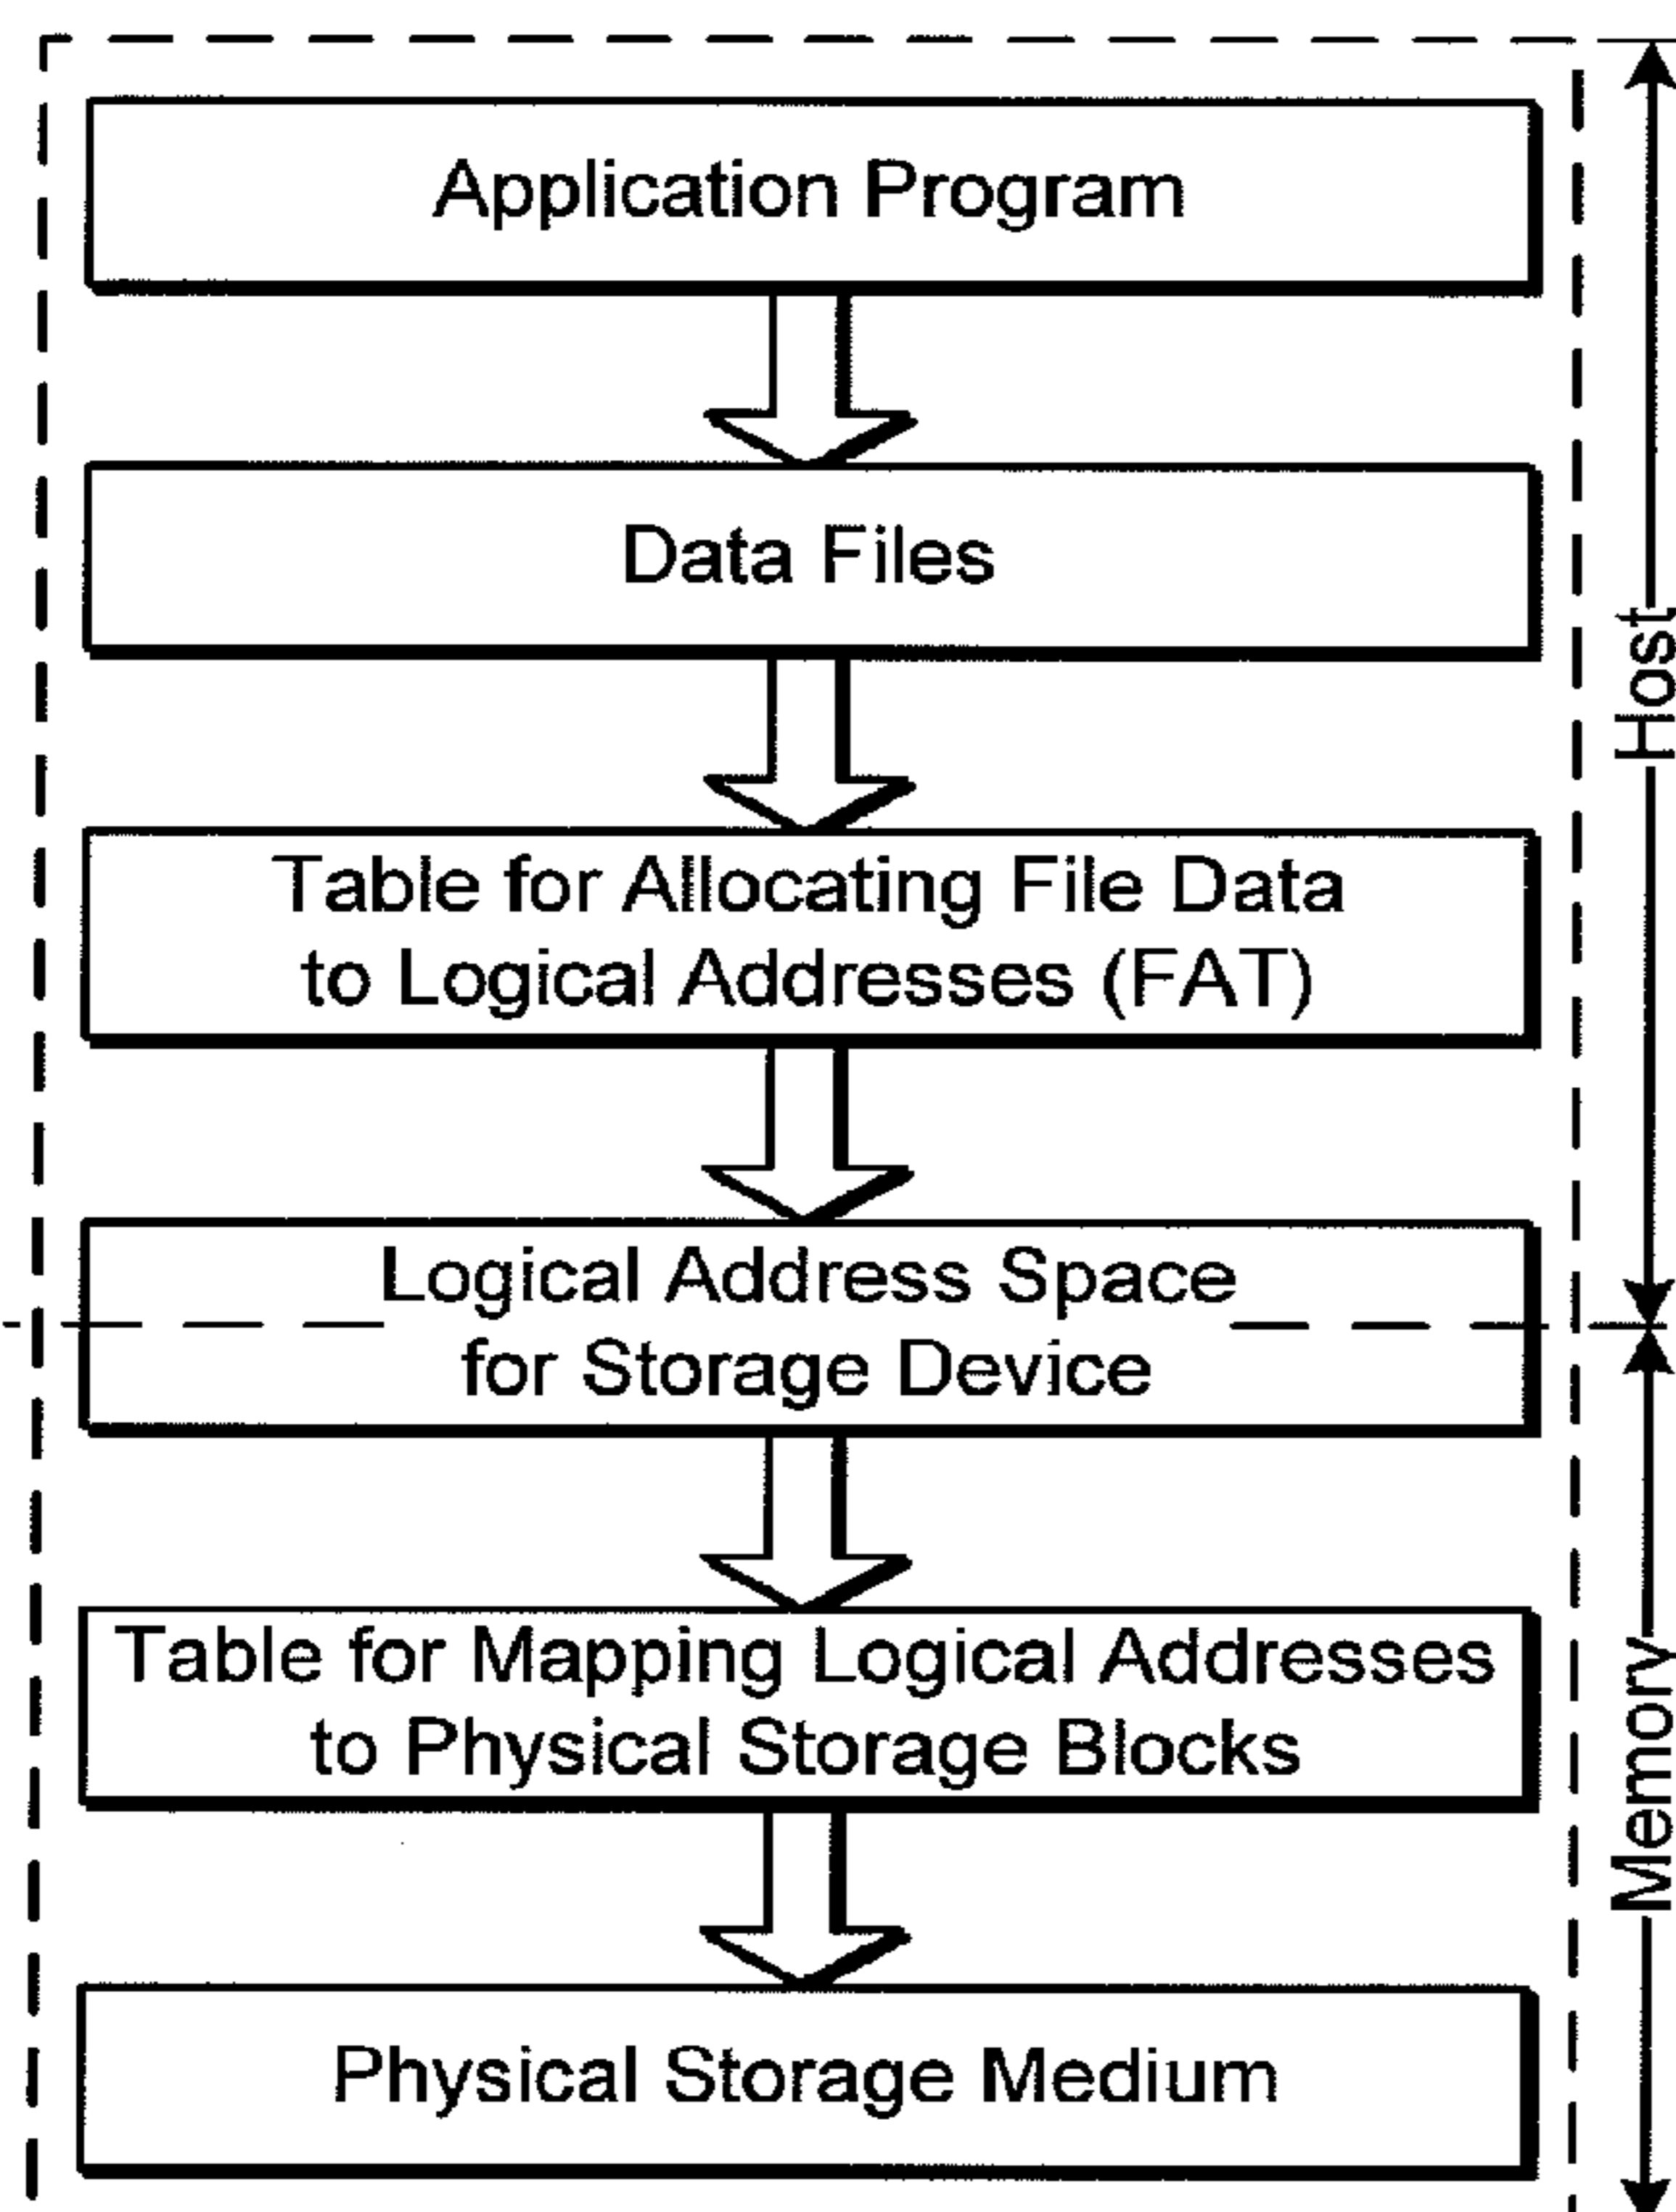 Application Program
Data Files
Table for Allocating File Data
to Logical Addresses (FAT)
Logical Address Space
for Storage Device
Table for Mapping Logical Addresses
to Physical Storage Blocks
Physical Storage Medium
Host
Memory